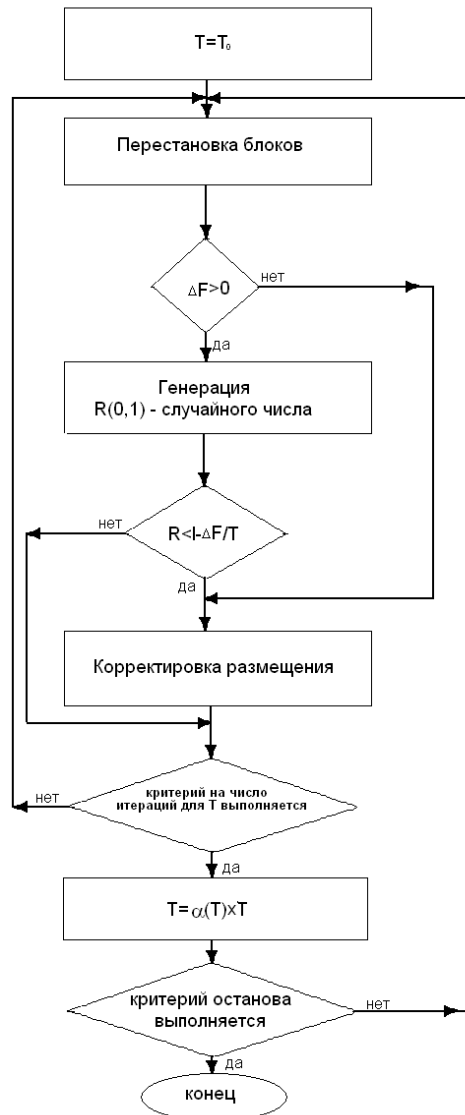 T=T₀
Перестановка блоков
ΔF>0
нет
да
Генерация
R(0,1) - случайного числа
нет
R<l-ΔF/T
да
Корректировка размещения
критерий на число
итераций для T выполняется
нет
да
T=α(T)×T
критерий останова
выполняется
нет
да
конец